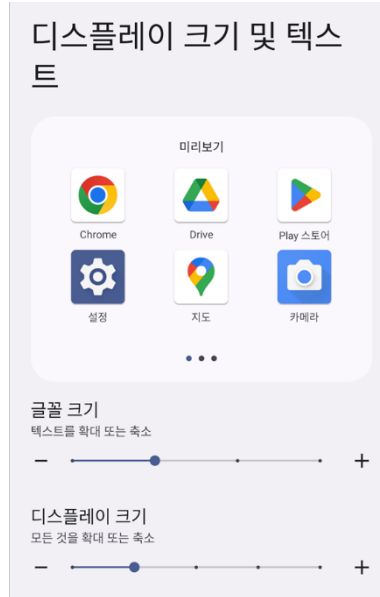 디스플레이 크기 및 텍스
트
미리보기
Chrome
Drive
Play 스토어
설정
지도
카메라
글꼴 크기
텍스트를 확대 또는 축소
디스플레이 크기
모든 것을 확대 또는 축소